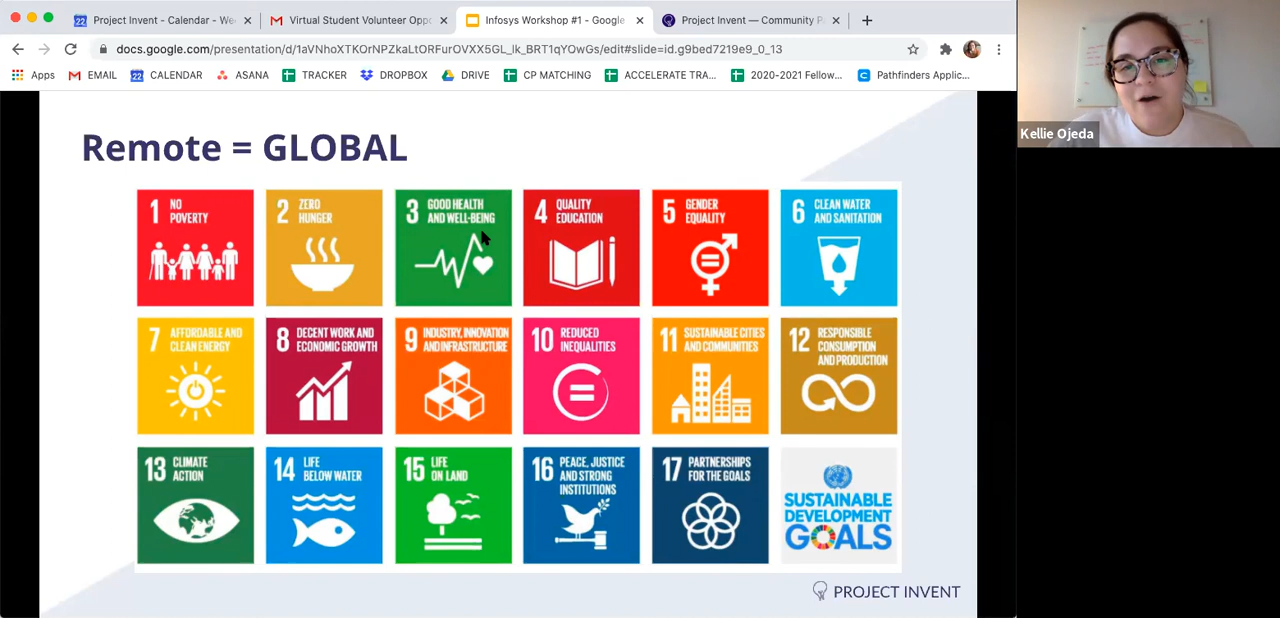 22 Project Invent - Calendar - We
Virtual Student Volunteer Oppo
Infosys Workshop #1 - Google
Project Invent — Community P
docs.google.com/presentation/d/1aVNhoXTKOrNPZkaLtORFurOVXX5GL_ik_BRT1qYOwGs/edit#slide=id.g9bed7219e9_0_13
Apps
EMAIL
22 CALENDAR
ASANA
TRACKER
DROPBOX
DRIVE
CP MATCHING
ACCELERATE TRA...
2020-2021 Fellow...
Pathfinders Applic...
Remote = GLOBAL
1 NO
POVERTY
2 ZERO
HUNGER
3 GOOD HEALTH
AND WELL-BEING
4 QUALITY
EDUCATION
5 GENDER
EQUALITY
6 CLEAN WATER
AND SANITATION
7 AFFORDABLE AND
CLEAN ENERGY
8 DECENT WORK AND
ECONOMIC GROWTH
9 INDUSTRY, INNOVATION
AND INFRASTRUCTURE
10 REDUCED
INEQUALITIES
11 SUSTAINABLE CITIES
AND COMMUNITIES
12 RESPONSIBLE
CONSUMPTION
AND PRODUCTION
13 CLIMATE
ACTION
14 LIFE
BELOW WATER
15 LIFE
ON LAND
16 PEACE, JUSTICE
AND STRONG
INSTITUTIONS
17 PARTNERSHIPS
FOR THE GOALS
SUSTAINABLE
DEVELOPMENT
GOALS
PROJECT INVENT
Kellie Ojeda